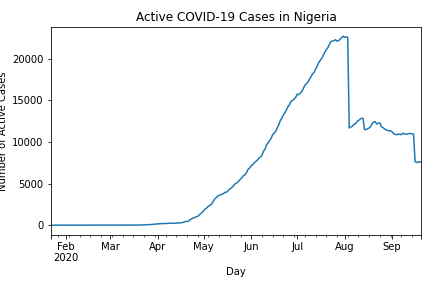 Active COVID-19 Cases in Nigeria
Number of Active Cases
20000
15000
10000
5000
0
Feb
2020
Mar
Apr
May
Jun
Jul
Aug
Sep
Day